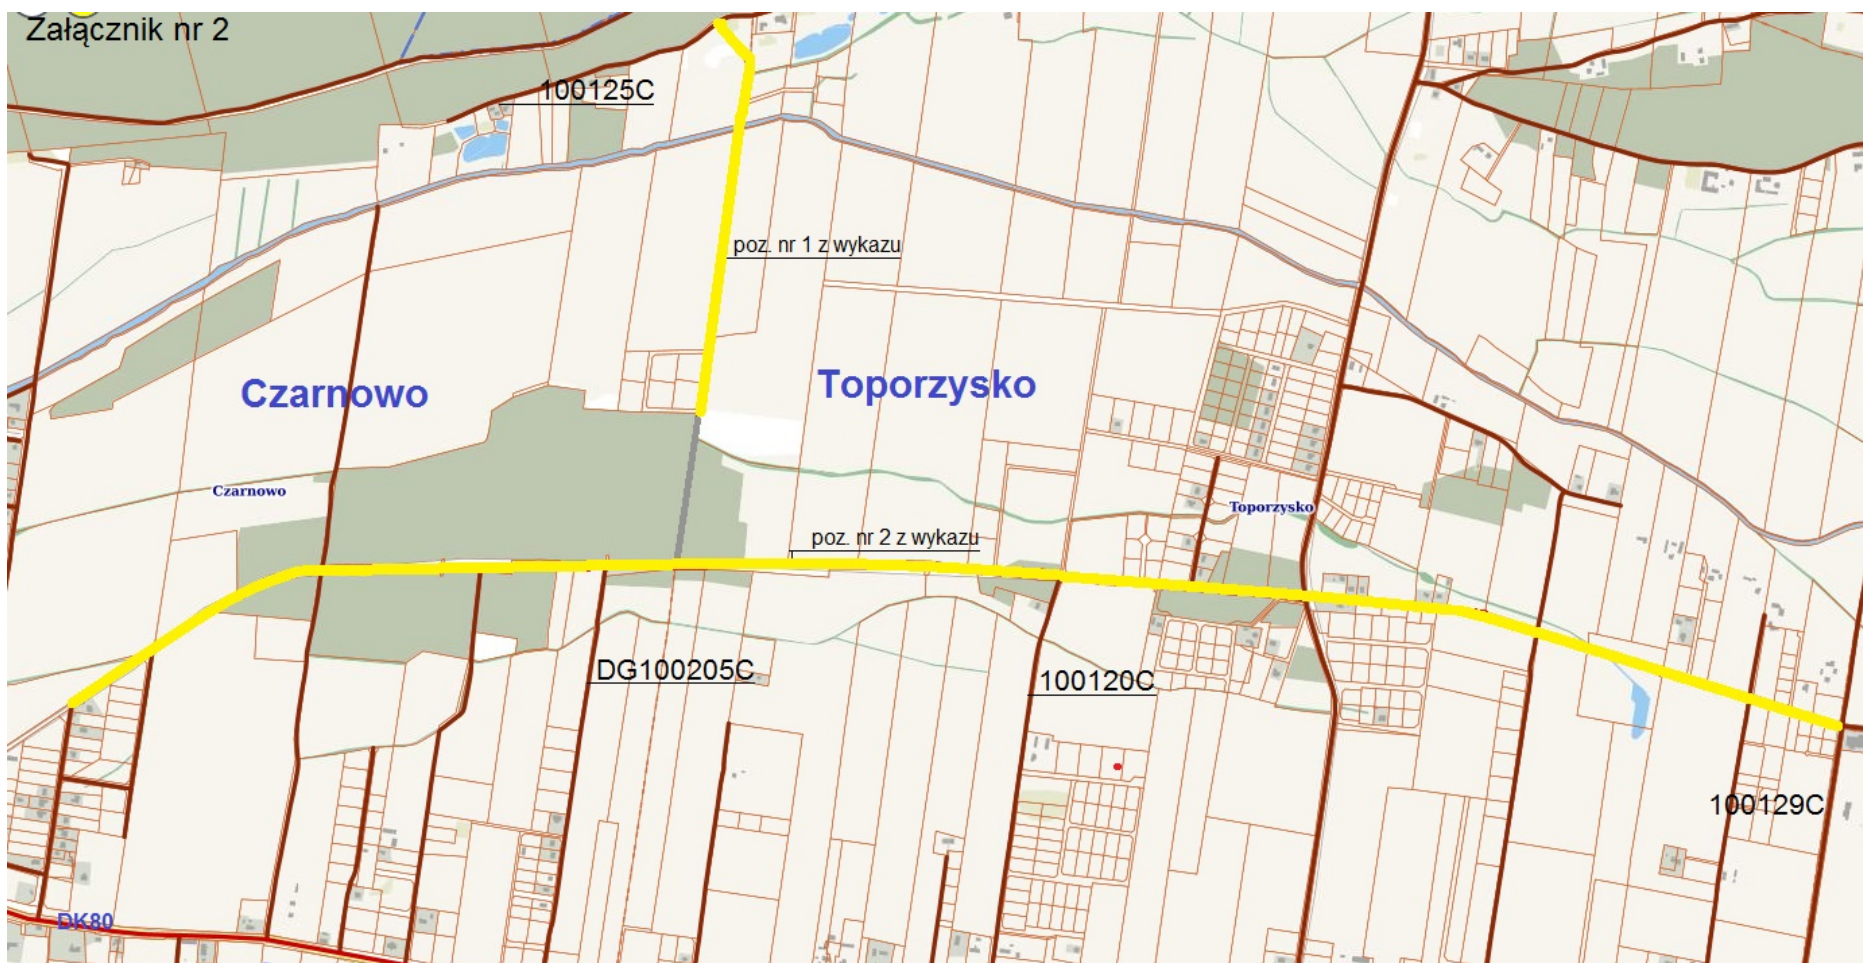 Załącznik nr 2
100125C
poz. nr 1 z wykazu
Czarnowo
Toporzysko
Czarnowo
Toporzysko
poz. nr 2 z wykazu
DG100205C
100120C
100129C
DK80